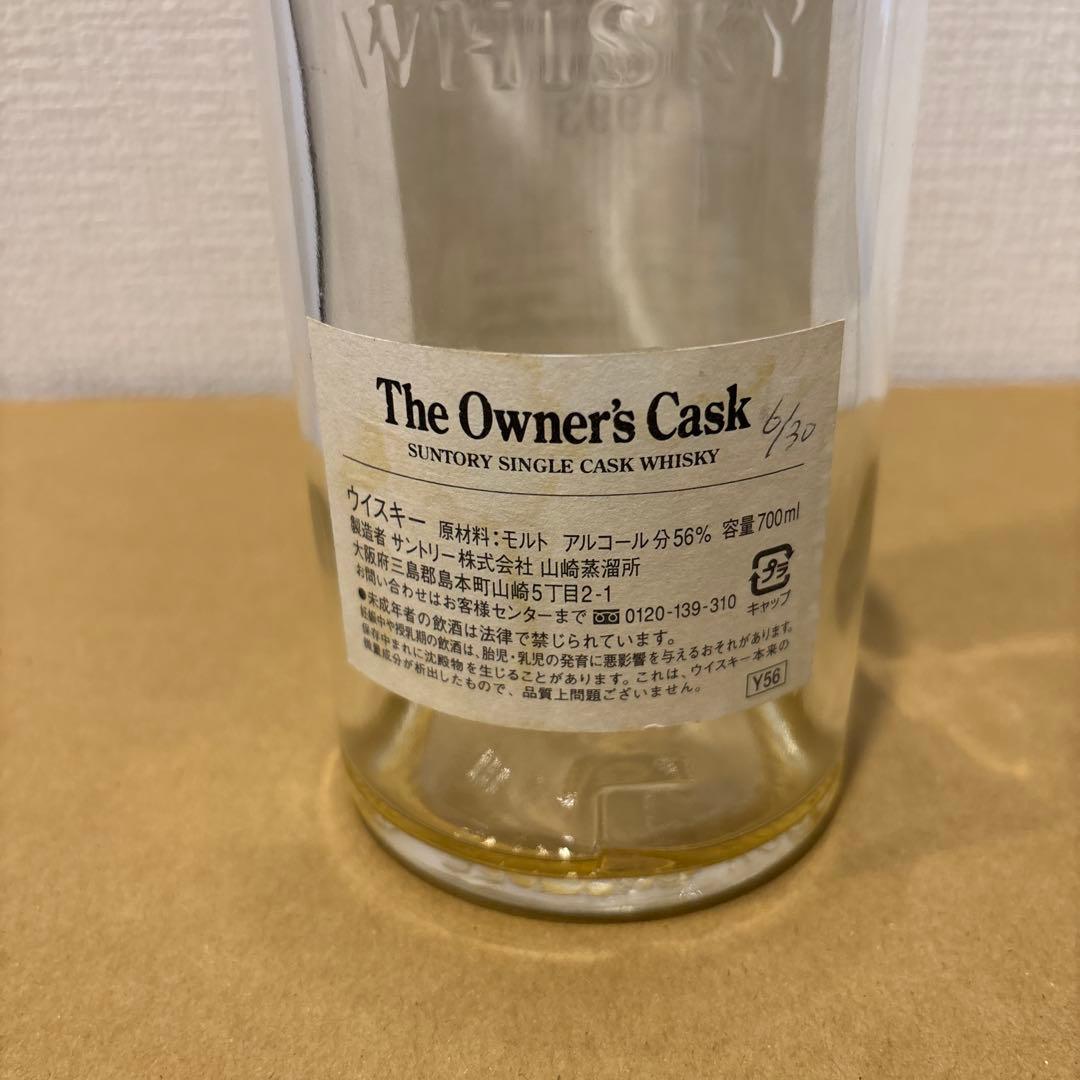 WHISKY
1993
The Owner's Cask
6/30
SUNTORY SINGLE CASK WHISKY
ウイスキー 原材料:モルト アルコール分56% 容量700ml
製造者 サントリー株式会社 山崎蒸溜所
大阪府三島郡島本町山崎5丁目2-1
お問い合わせはお客様センターまで 0120-139-310
プラ
キャップ
●未成年者の飲酒は法律で禁じられています。
妊娠中や授乳期の飲酒は、胎児・乳児の発育に悪影響を与えるおそれがあります。
保存中まれに沈殿物を生じることがあります。これは、ウイスキー本来の
微量成分が析出したもので、品質上問題ございません。
Y56